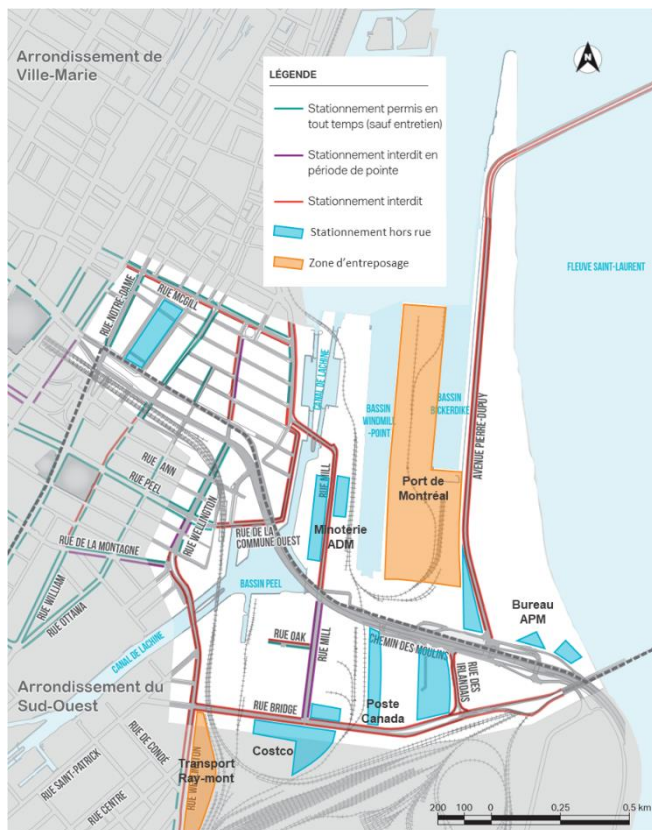 Arrondissement de
Ville-Marie
LÉGENDE
Stationnement permis en
tout temps (sauf entretien)
Stationnement interdit en
période de pointe
Stationnement interdit
Stationnement hors rue
Zone d'entreposage
FLEUVE SAINT-LAURENT
RUE NOTRE-DAME
RUE MCGILL
CANAL DE LACHINE
BASSIN
WINDMILL
-POINT
BASSIN
BICKERDIKE
AVENUE PIERRE-DUPUY
Port de
Montréal
RUE ANN
RUE PEEL
RUE WELLINGTON
RUE MILL
Minoterie
ADM
RUE DE LA
COMMUNE OUEST
RUE DE LA MONTAGNE
RUE WILLIAM
RUE OTTAWA
BASSIN PEEL
Bureau
APM
CANAL DE LACHINE
RUE OAK
RUE MILL
CHEMIN DES MOULINS
RUE DES
IRLANDAIS
Arrondissement du
Sud-Ouest
RUE BRIDGE
Poste
Canada
RUE DE CONDÉ
RUE SAINT-PATRICK
RUE CENTRE
Transport
Ray-mont
Costco
200 100 0 0,25 0,5 km